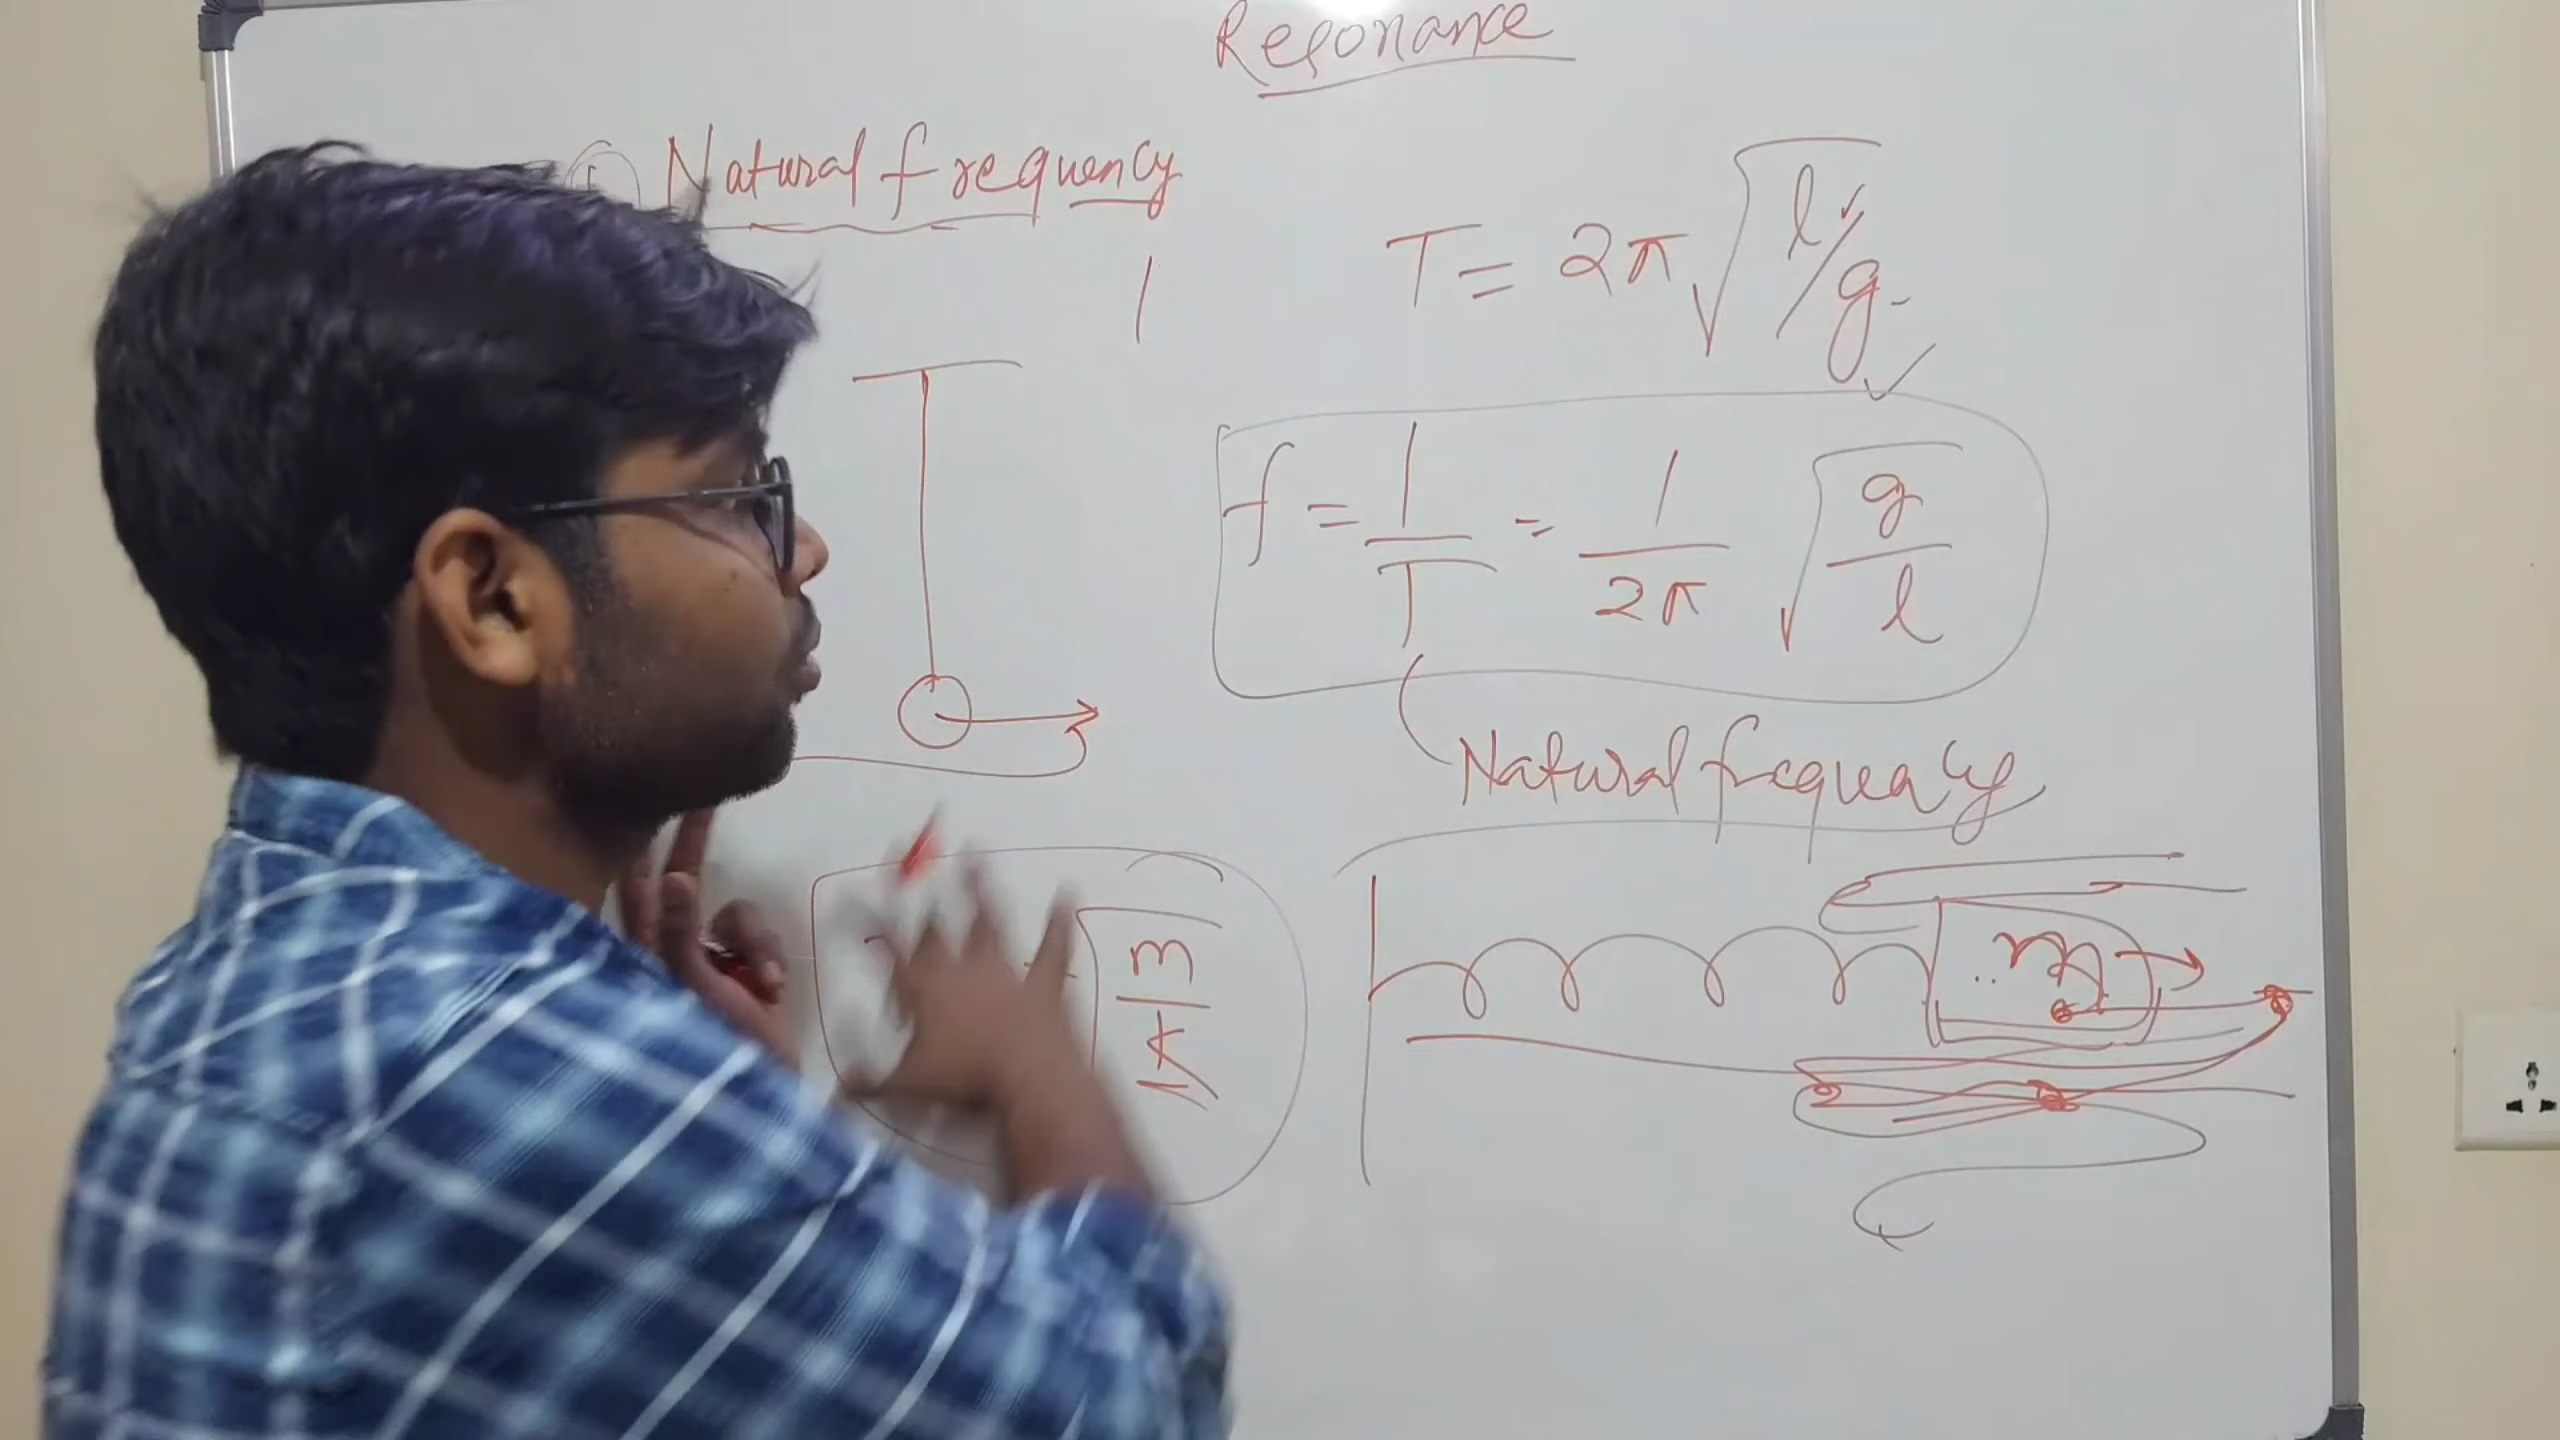 Resonance
Natural frequency
T = 2π √l/g
f = 1/T = 1/2π √g/l
Natural frequency
√m/k
m